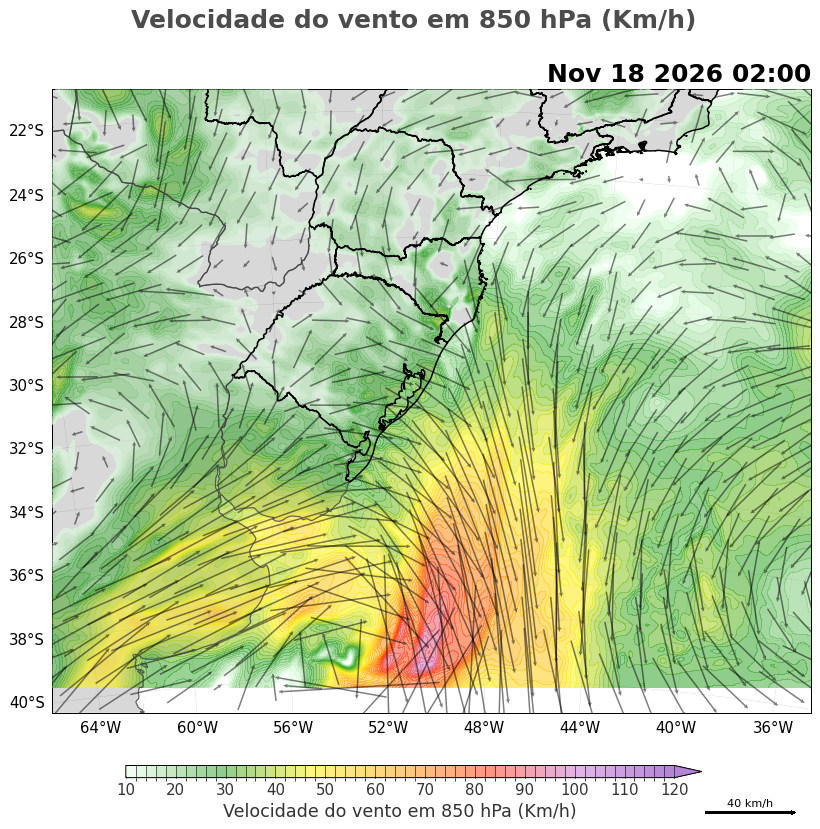 Velocidade do vento em 850 hPa (Km/h)
Nov 18 2026 02:00
22°S
24°S
26°S
28°S
30°S
32°S
34°S
36°S
38°S
40°S
64°W 60°W 56°W 52°W 48°W 44°W 40°W 36°W
10 20 30 40 50 60 70 80 90 100 110 120
Velocidade do vento em 850 hPa (Km/h)
40 km/h